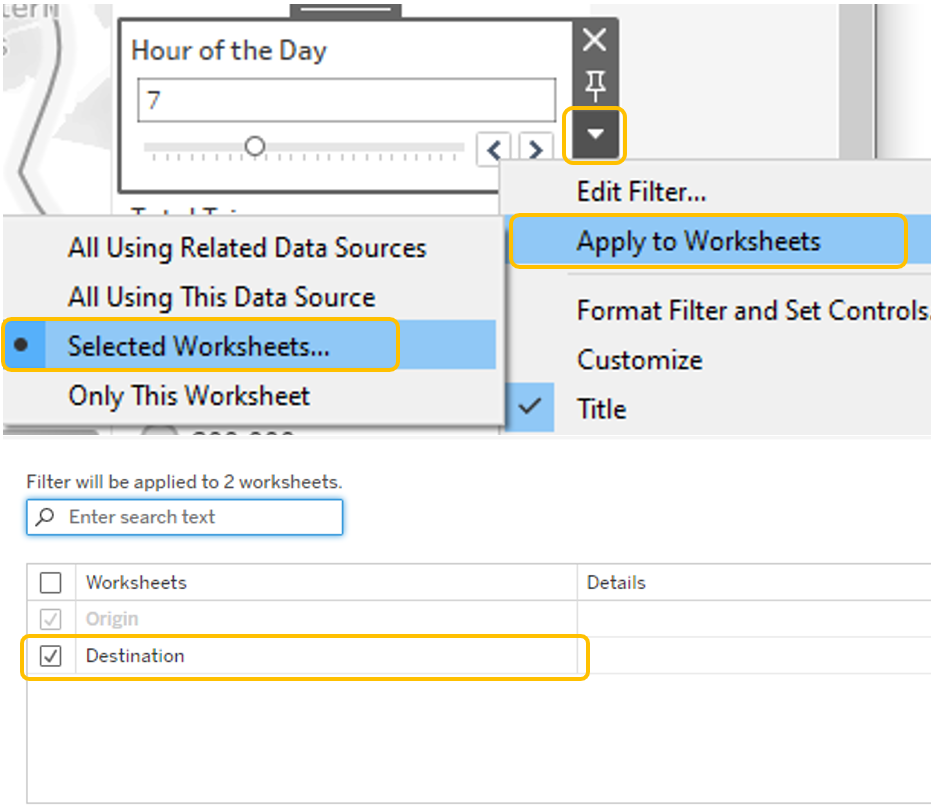 Hour of the Day
7
Edit Filter...
Apply to Worksheets
Format Filter and Set Controls.
Customize
Title
All Using Related Data Sources
All Using This Data Source
Selected Worksheets...
Only This Worksheet
Filter will be applied to 2 worksheets.
Enter search text
Worksheets Details
Origin
Destination